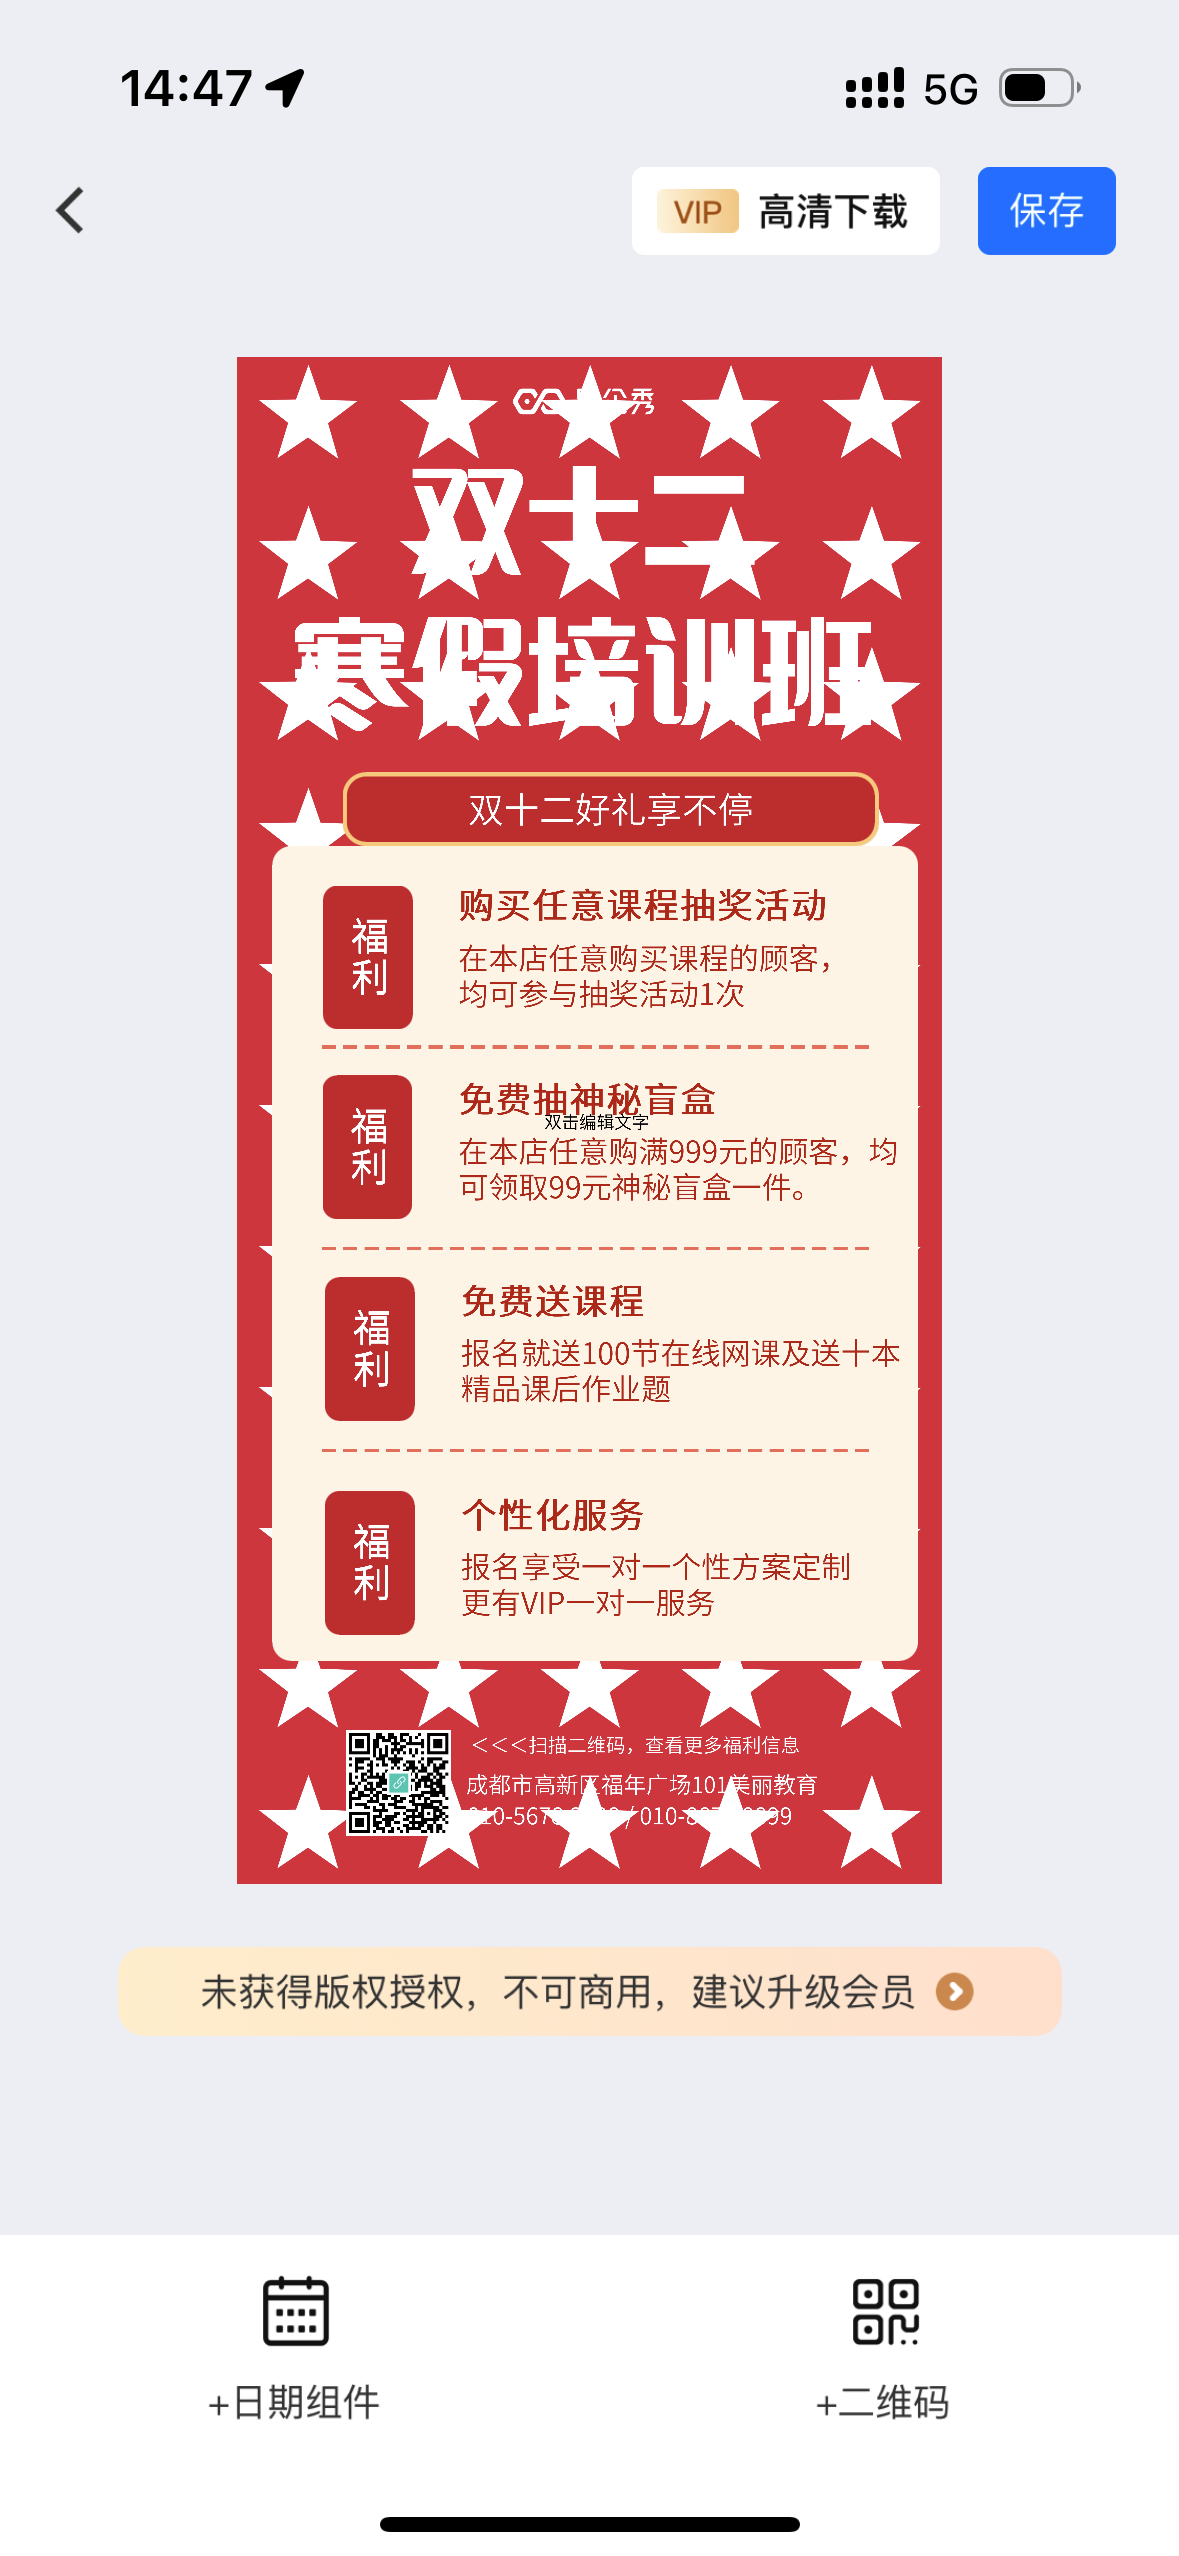 14:47
5G
VIP 高清下载
保存
双十二
寒假培训班
双十二好礼享不停
福利
购买任意课程抽奖活动
在本店任意购买课程的顾客，
均可参与抽奖活动1次
福利
免费抽神秘盲盒
双击编辑文字
在本店任意购满999元的顾客，均
可领取99元神秘盲盒一件。
福利
免费送课程
报名就送100节在线网课及送十本
精品课后作业题
福利
个性化服务
报名享受一对一个性方案定制
更有VIP一对一服务
<<<扫描二维码，查看更多福利信息
成都市高新区福年广场101美丽教育
未获得版权授权，不可商用，建议升级会员
+日期组件
+二维码